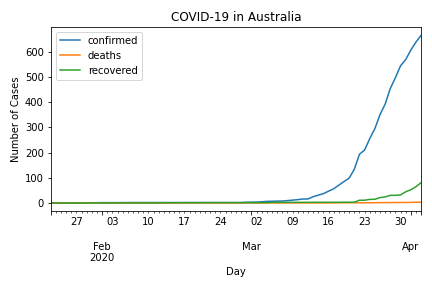 COVID-19 in Australia
confirmed
deaths
recovered
Number of Cases
600
500
400
300
200
100
0
27 03 10 17 24 02 09 16 23 30
Feb Mar Apr
2020
Day